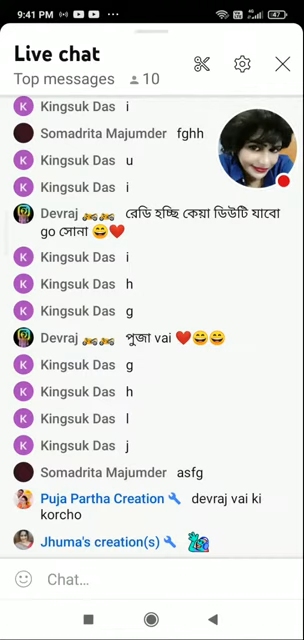 9:41 PM
47
Live chat
Top messages 10
Kingsuk Das i
Somadrita Majumder fghh
Kingsuk Das u
Kingsuk Das i
Devraj 🏍️🏍️ রেডি হচ্ছি কেয়া ডিউটি যাবো
go সোনা 😄❤️
Kingsuk Das i
Kingsuk Das h
Kingsuk Das g
Devraj 🏍️🏍️ পুজা vai ❤️😄😄
Kingsuk Das g
Kingsuk Das h
Kingsuk Das l
Kingsuk Das j
Somadrita Majumder asfg
Puja Partha Creation 🔧 devraj vai ki
korcho
Jhuma's creation(s) 🔧
Chat...